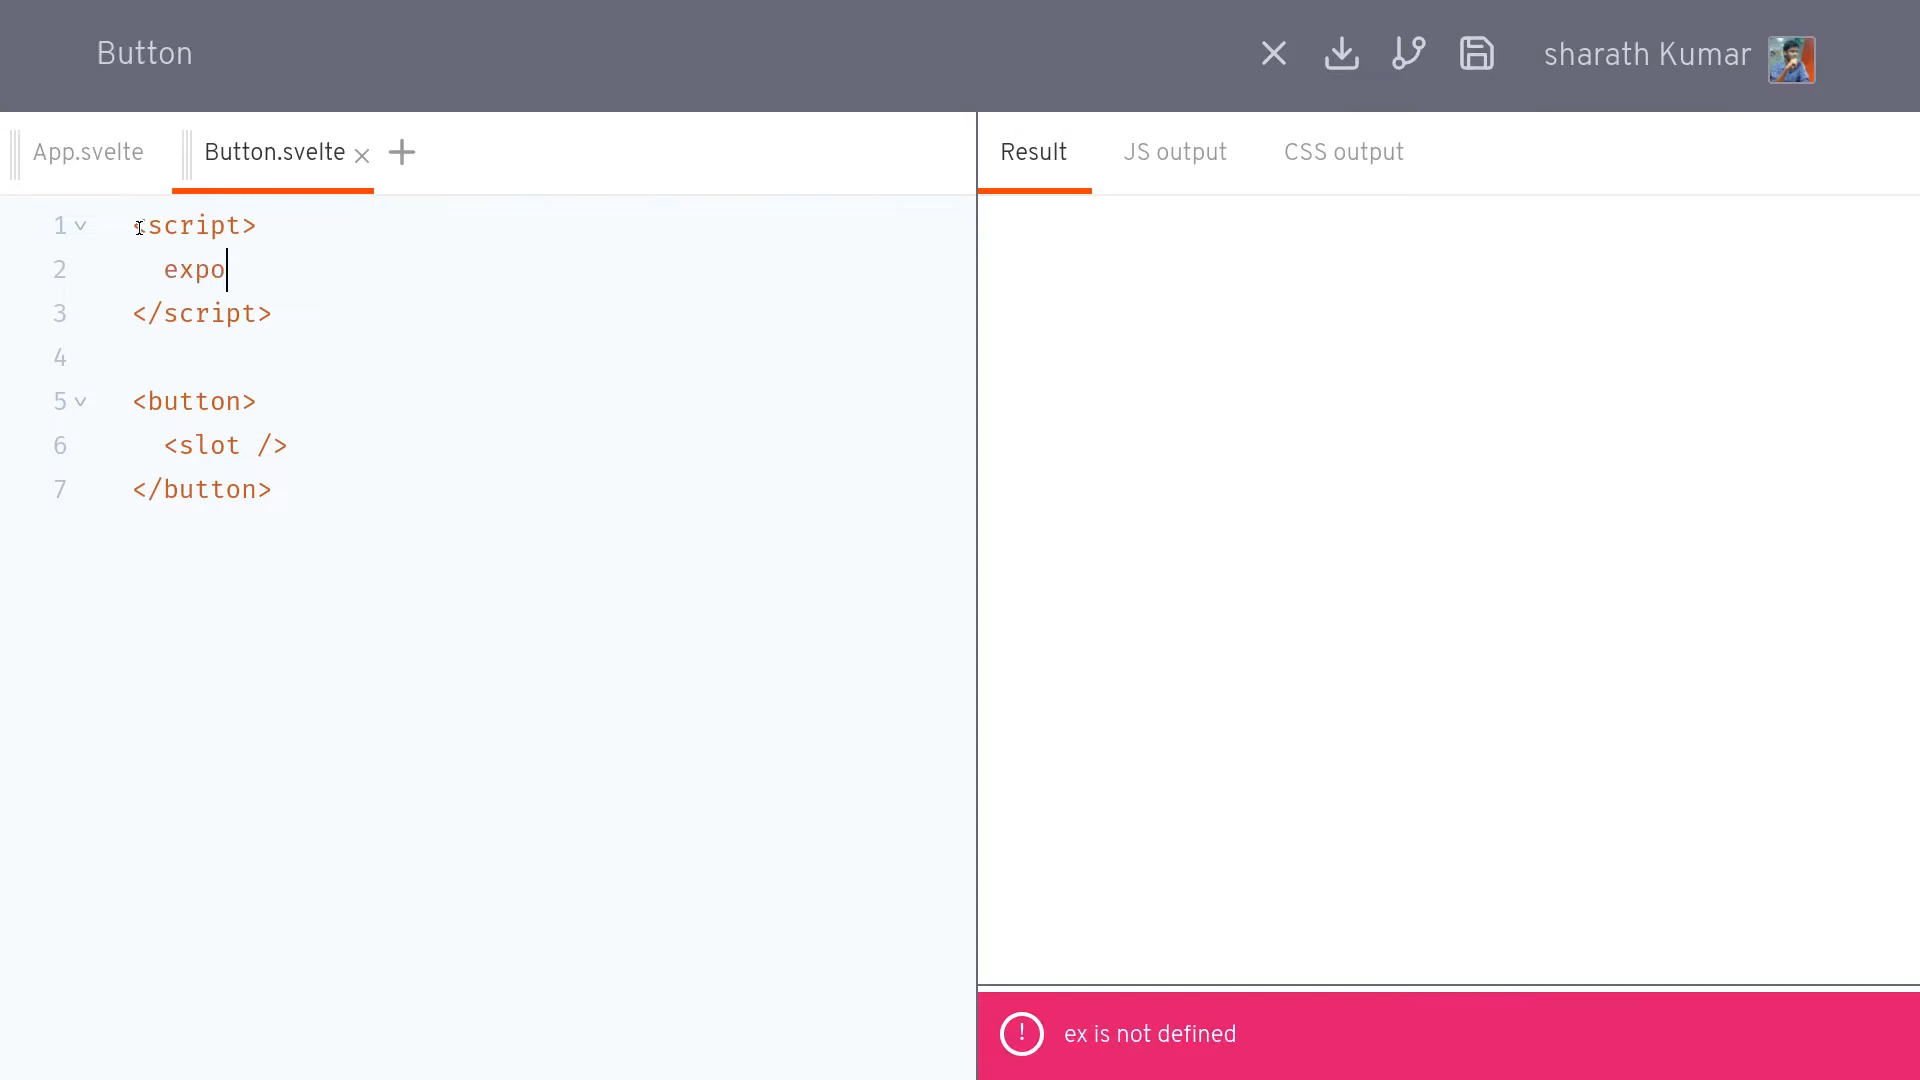 Button
sharath Kumar
App.svelte
Button.svelte
Result
JS output
CSS output
1 <script>
2 expo
3 </script>
4
5 <button>
6 <slot />
7 </button>
! ex is not defined